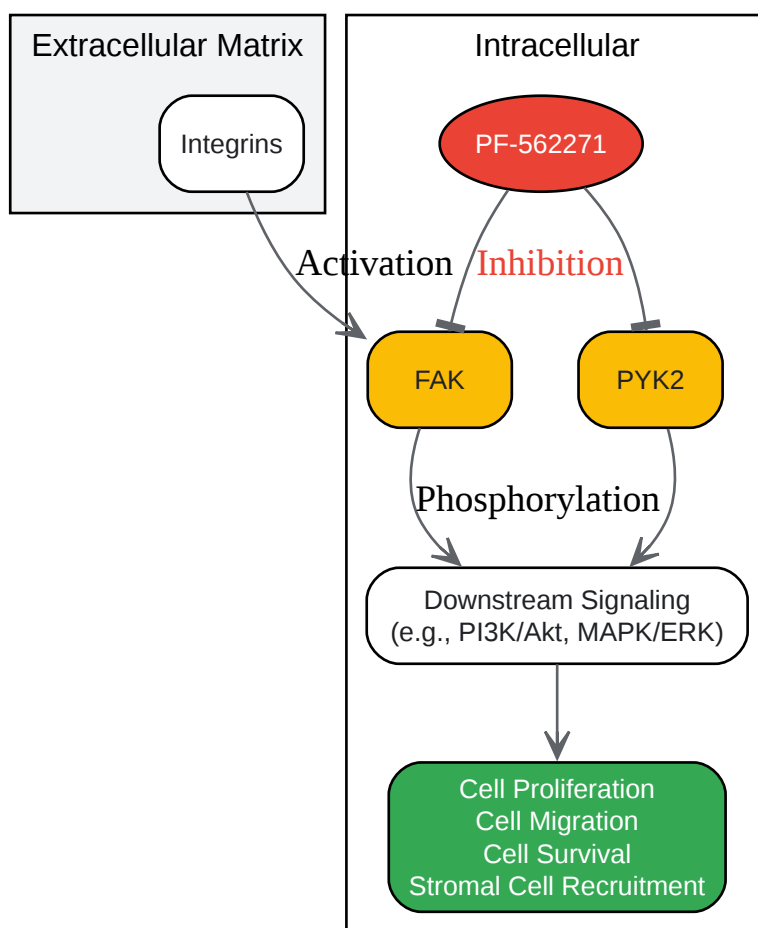 Extracellular Matrix
Intracellular
Integrins
PF-562271
Activation
Inhibition
FAK
PYK2
Phosphorylation
Downstream Signaling
(e.g., PI3K/Akt, MAPK/ERK)
Cell Proliferation
Cell Migration
Cell Survival
Stromal Cell Recruitment